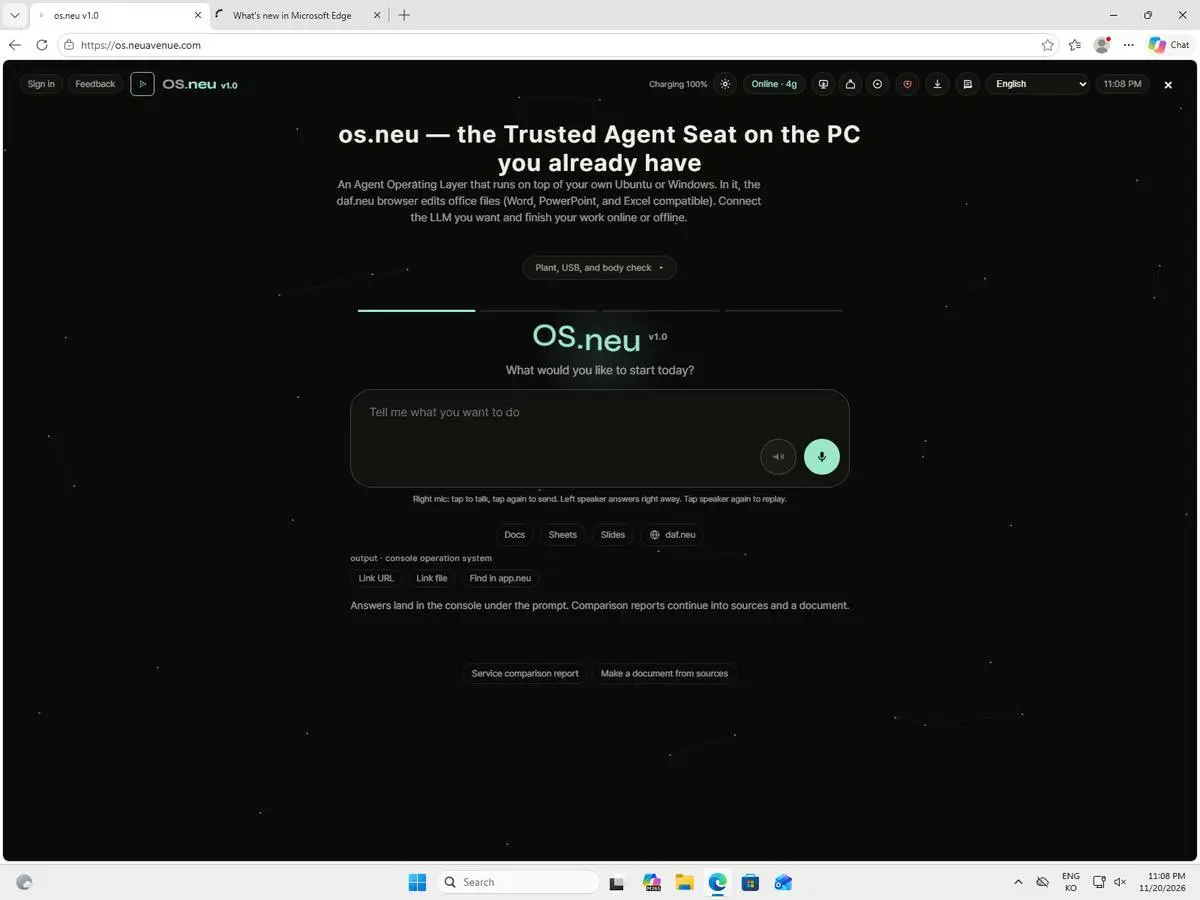 os.neu v1.0
What's new in Microsoft Edge
https://os.neuavenue.com
Chat
Sign in
Feedback
OS.neu v1.0
Charging 100%
Online · 4g
English
11:08 PM
os.neu — the Trusted Agent Seat on the PC
you already have
An Agent Operating Layer that runs on top of your own Ubuntu or Windows. In it, the
daf.neu browser edits office files (Word, PowerPoint, and Excel compatible). Connect
the LLM you want and finish your work online or offline.
Plant, USB, and body check
OS.neu v1.0
What would you like to start today?
Tell me what you want to do
Right mic: tap to talk, tap again to send. Left speaker answers right away. Tap speaker again to replay.
Docs
Sheets
Slides
daf.neu
output · console operation system
Link URL
Link file
Find in app.neu
Answers land in the console under the prompt. Comparison reports continue into sources and a document.
Service comparison report
Make a document from sources
Search
M365
ENG
KO
11:08 PM
11/20/2026